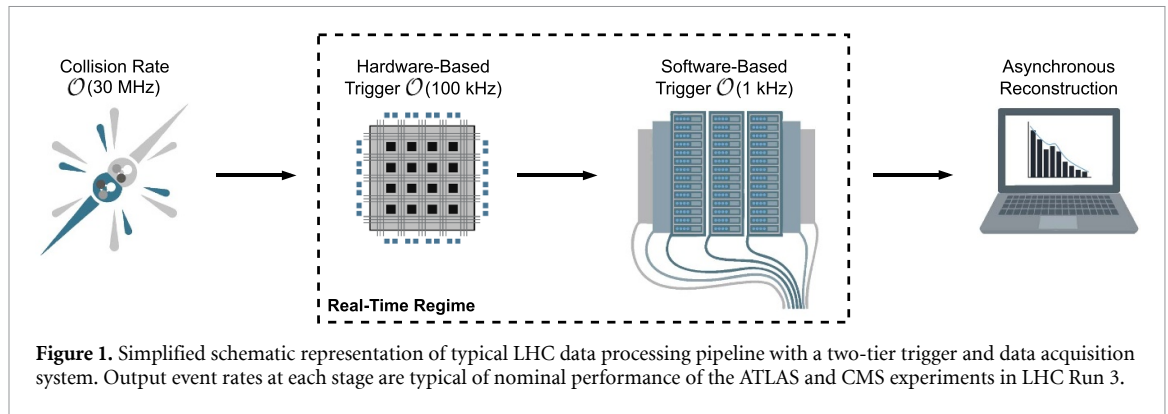 Collision Rate
𝒪(30 MHz)
Hardware-Based
Trigger 𝒪(100 kHz)
Software-Based
Trigger 𝒪(1 kHz)
Asynchronous
Reconstruction
Real-Time Regime
Figure 1. Simplified schematic representation of typical LHC data processing pipeline with a two-tier trigger and data acquisition
system. Output event rates at each stage are typical of nominal performance of the ATLAS and CMS experiments in LHC Run 3.